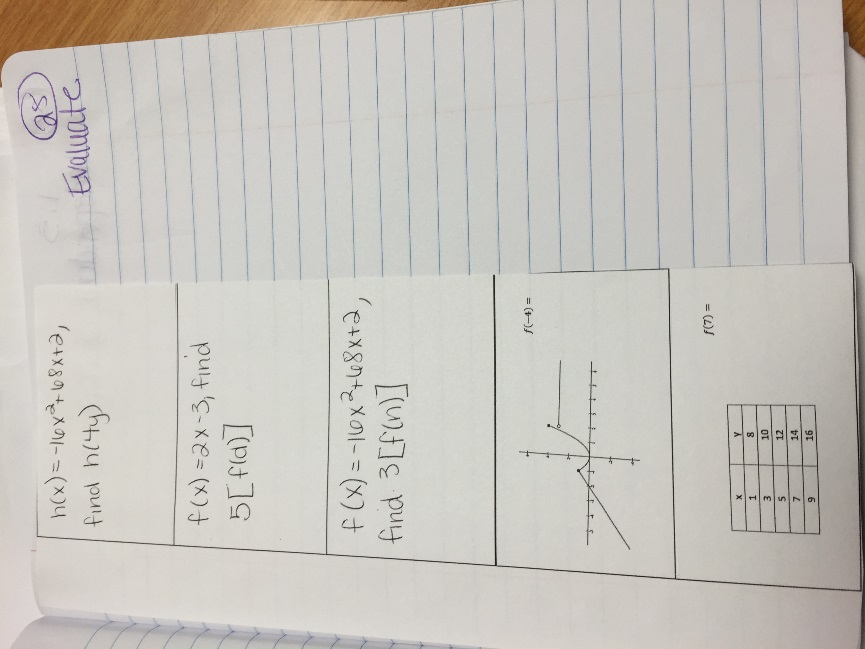 28
Evaluate
h(x) = -16x²+68x+2,
find h(4y)
f(x) = 2x-3, find
5[f(d)]
f(x) = -16x²+68x+2,
find 3[f(n)]
f(-4) =
f(7) =
x Y
1 8
3 10
5 12
7 14
9 16